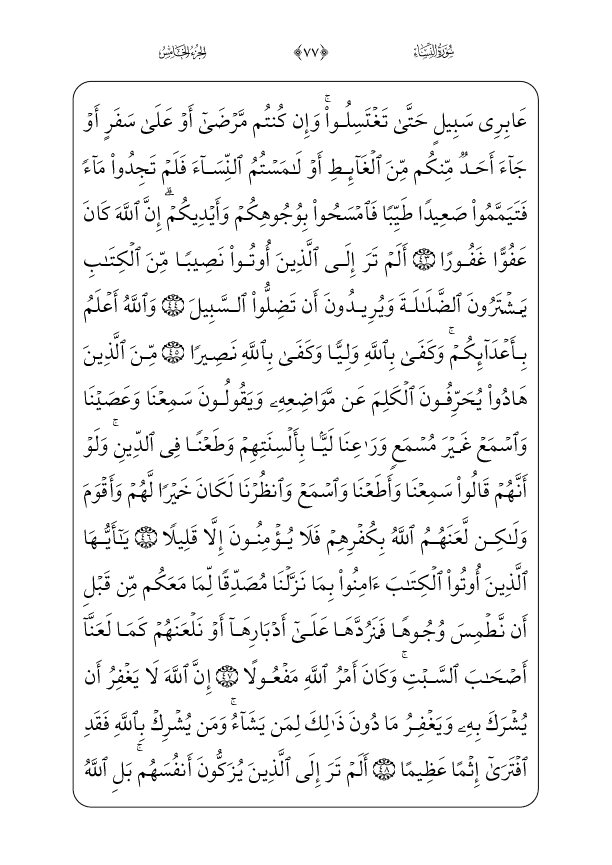 سُورَةُ النِّسَاءِ ﴿٧٧﴾ الجُزْءُ الخَامِسُ
عَابِرِى سَبِيلٍ حَتَّىٰ تَغْتَسِلُوا۟ ۚ وَإِن كُنتُم مَّرْضَىٰٓ أَوْ عَلَىٰ سَفَرٍ أَوْ
جَآءَ أَحَدٌ مِّنكُم مِّنَ ٱلْغَآئِطِ أَوْ لَـٰمَسْتُمُ ٱلنِّسَآءَ فَلَمْ تَجِدُوا۟ مَآءً
فَتَيَمَّمُوا۟ صَعِيدًا طَيِّبًا فَٱمْسَحُوا۟ بِوُجُوهِكُمْ وَأَيْدِيكُمْ ۗ إِنَّ ٱللَّهَ كَانَ
عَفُوًّا غَفُورًا ۝٤٣ أَلَمْ تَرَ إِلَى ٱلَّذِينَ أُوتُوا۟ نَصِيبًا مِّنَ ٱلْكِتَـٰبِ
يَشْتَرُونَ ٱلضَّلَـٰلَةَ وَيُرِيدُونَ أَن تَضِلُّوا۟ ٱلسَّبِيلَ ۝٤٤ وَٱللَّهُ أَعْلَمُ
بِأَعْدَآئِكُمْ ۚ وَكَفَىٰ بِٱللَّهِ وَلِيًّا وَكَفَىٰ بِٱللَّهِ نَصِيرًا ۝٤٥ مِّنَ ٱلَّذِينَ
هَادُوا۟ يُحَرِّفُونَ ٱلْكَلِمَ عَن مَّوَاضِعِهِۦ وَيَقُولُونَ سَمِعْنَا وَعَصَيْنَا
وَٱسْمَعْ غَيْرَ مُسْمَعٍ وَرَٰعِنَا لَيًّۢا بِأَلْسِنَتِهِمْ وَطَعْنًا فِى ٱلدِّينِ ۚ وَلَوْ
أَنَّهُمْ قَالُوا۟ سَمِعْنَا وَأَطَعْنَا وَٱسْمَعْ وَٱنظُرْنَا لَكَانَ خَيْرًا لَّهُمْ وَأَقْوَمَ
وَلَـٰكِن لَّعَنَهُمُ ٱللَّهُ بِكُفْرِهِمْ فَلَا يُؤْمِنُونَ إِلَّا قَلِيلًا ۝٤٦ يَـٰٓأَيُّهَا
ٱلَّذِينَ أُوتُوا۟ ٱلْكِتَـٰبَ ءَامِنُوا۟ بِمَا نَزَّلْنَا مُصَدِّقًا لِّمَا مَعَكُم مِّن قَبْلِ
أَن نَّطْمِسَ وُجُوهًا فَنَرُدَّهَا عَلَىٰٓ أَدْبَارِهَآ أَوْ نَلْعَنَهُمْ كَمَا لَعَنَّآ
أَصْحَـٰبَ ٱلسَّبْتِ ۚ وَكَانَ أَمْرُ ٱللَّهِ مَفْعُولًا ۝٤٧ إِنَّ ٱللَّهَ لَا يَغْفِرُ أَن
يُشْرَكَ بِهِۦ وَيَغْفِرُ مَا دُونَ ذَٰلِكَ لِمَن يَشَآءُ ۚ وَمَن يُشْرِكْ بِٱللَّهِ فَقَدِ
ٱفْتَرَىٰٓ إِثْمًا عَظِيمًا ۝٤٨ أَلَمْ تَرَ إِلَى ٱلَّذِينَ يُزَكُّونَ أَنفُسَهُم ۚ بَلِ ٱللَّهُ